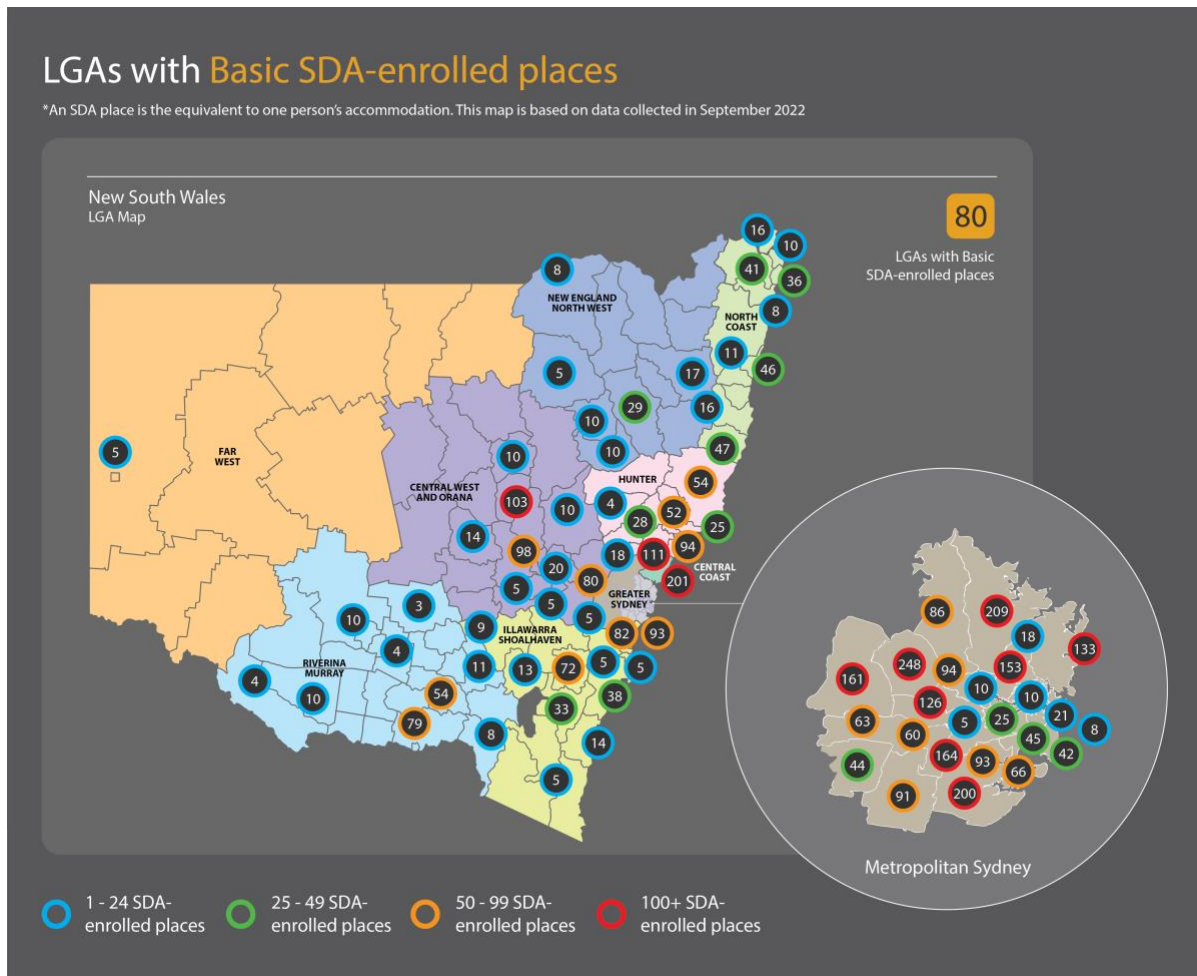 LGAs with Basic SDA-enrolled places
*An SDA place is the equivalent to one person's accommodation. This map is based on data collected in September 2022
New South Wales
LGA Map
80
LGAs with Basic
SDA-enrolled places
16
10
8
41
36
NEW ENGLAND
NORTH WEST
NORTH
COAST
8
11
46
5
17
29
16
10
5
FAR
WEST
10
10
47
HUNTER
54
CENTRAL WEST
AND ORANA
103
10
4
28
52
25
14
98
18
111
94
20
80
CENTRAL
COAST
201
5
5
GREATER
SYDNEY
3
10
9
ILLAWARRA
SHOALHAVEN
5
82
93
4
RIVERINA
MURRAY
11
13
72
5
5
4
10
54
38
79
33
8
14
5
86
209
18
133
161
248
94
153
10
10
126
63
5
25
21
8
60
45
42
44
164
93
66
91
200
Metropolitan Sydney
1 - 24 SDA-
enrolled places
25 - 49 SDA-
enrolled places
50 - 99 SDA-
enrolled places
100+ SDA-
enrolled places